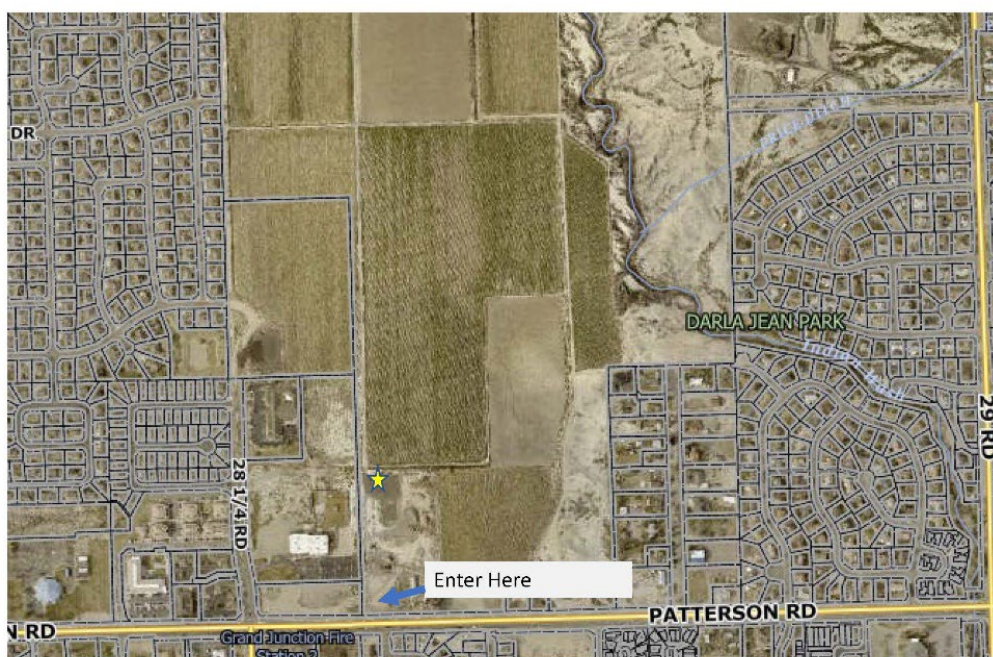 DR
DARLA JEAN PARK
29 RD
28 1/4 RD
Enter Here
PATTERSON RD
N RD
Grand Junction Fire
Station 2